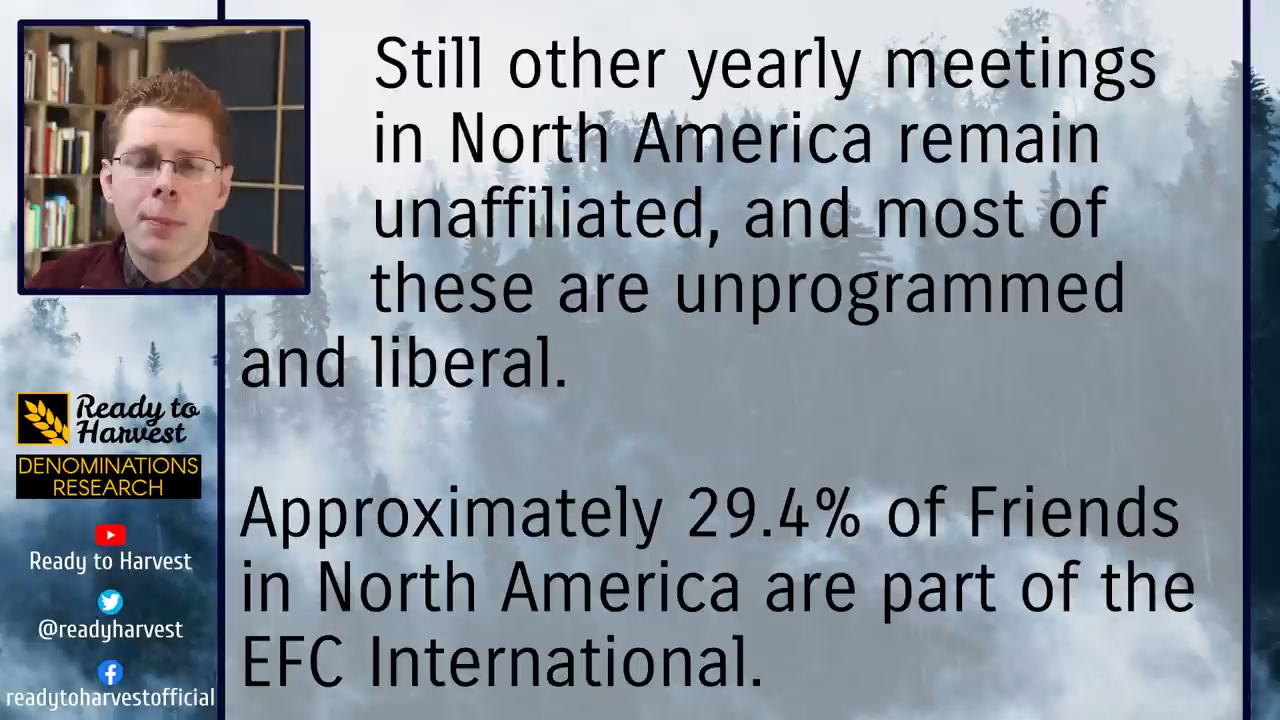 Still other yearly meetings
in North America remain
unaffiliated, and most of
these are unprogrammed
and liberal.
Approximately 29.4% of Friends
in North America are part of the
EFC International.
Ready to
Harvest
DENOMINATIONS
RESEARCH
Ready to Harvest
@readyharvest
readytoharvestofficial